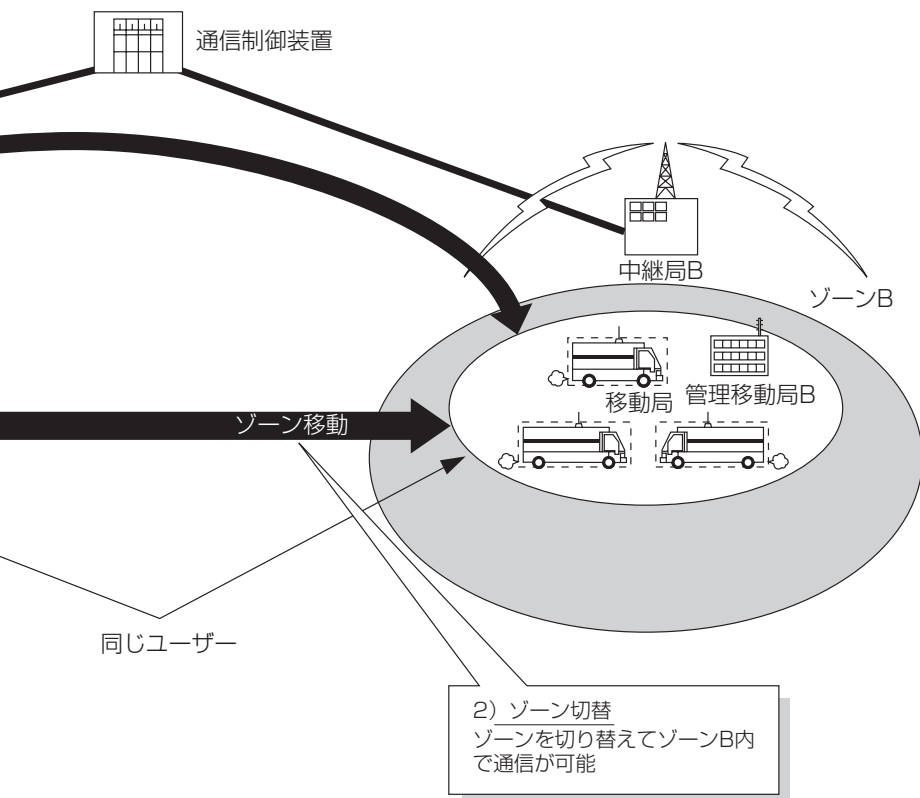 通信制御装置
中継局B
ゾーンB
移動局
管理移動局B
ゾーン移動
同じユーザー
2）ゾーン切替
ゾーンを切り替えてゾーンB内
で通信が可能